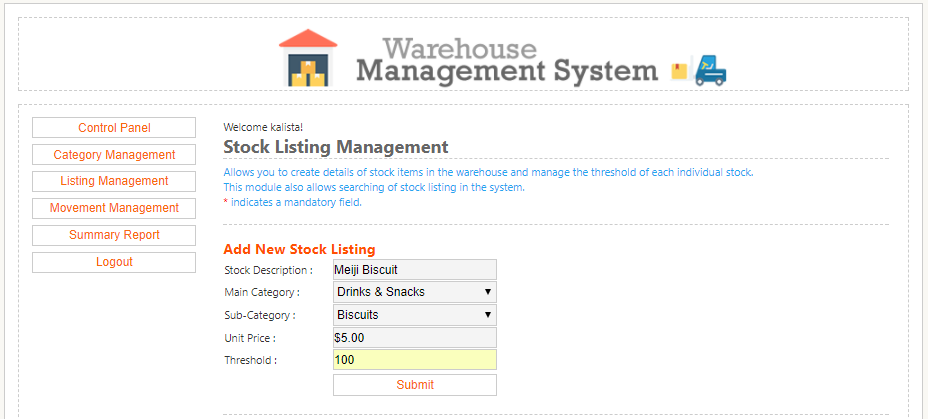 Warehouse
Management System
Control Panel
Category Management
Listing Management
Movement Management
Summary Report
Logout
Welcome kalista!
Stock Listing Management
Allows you to create details of stock items in the warehouse and manage the threshold of each individual stock.
This module also allows searching of stock listing in the system.
* indicates a mandatory field.
Add New Stock Listing
Stock Description : Meiji Biscuit
Main Category : Drinks & Snacks
Sub-Category : Biscuits
Unit Price : $5.00
Threshold : 100
Submit